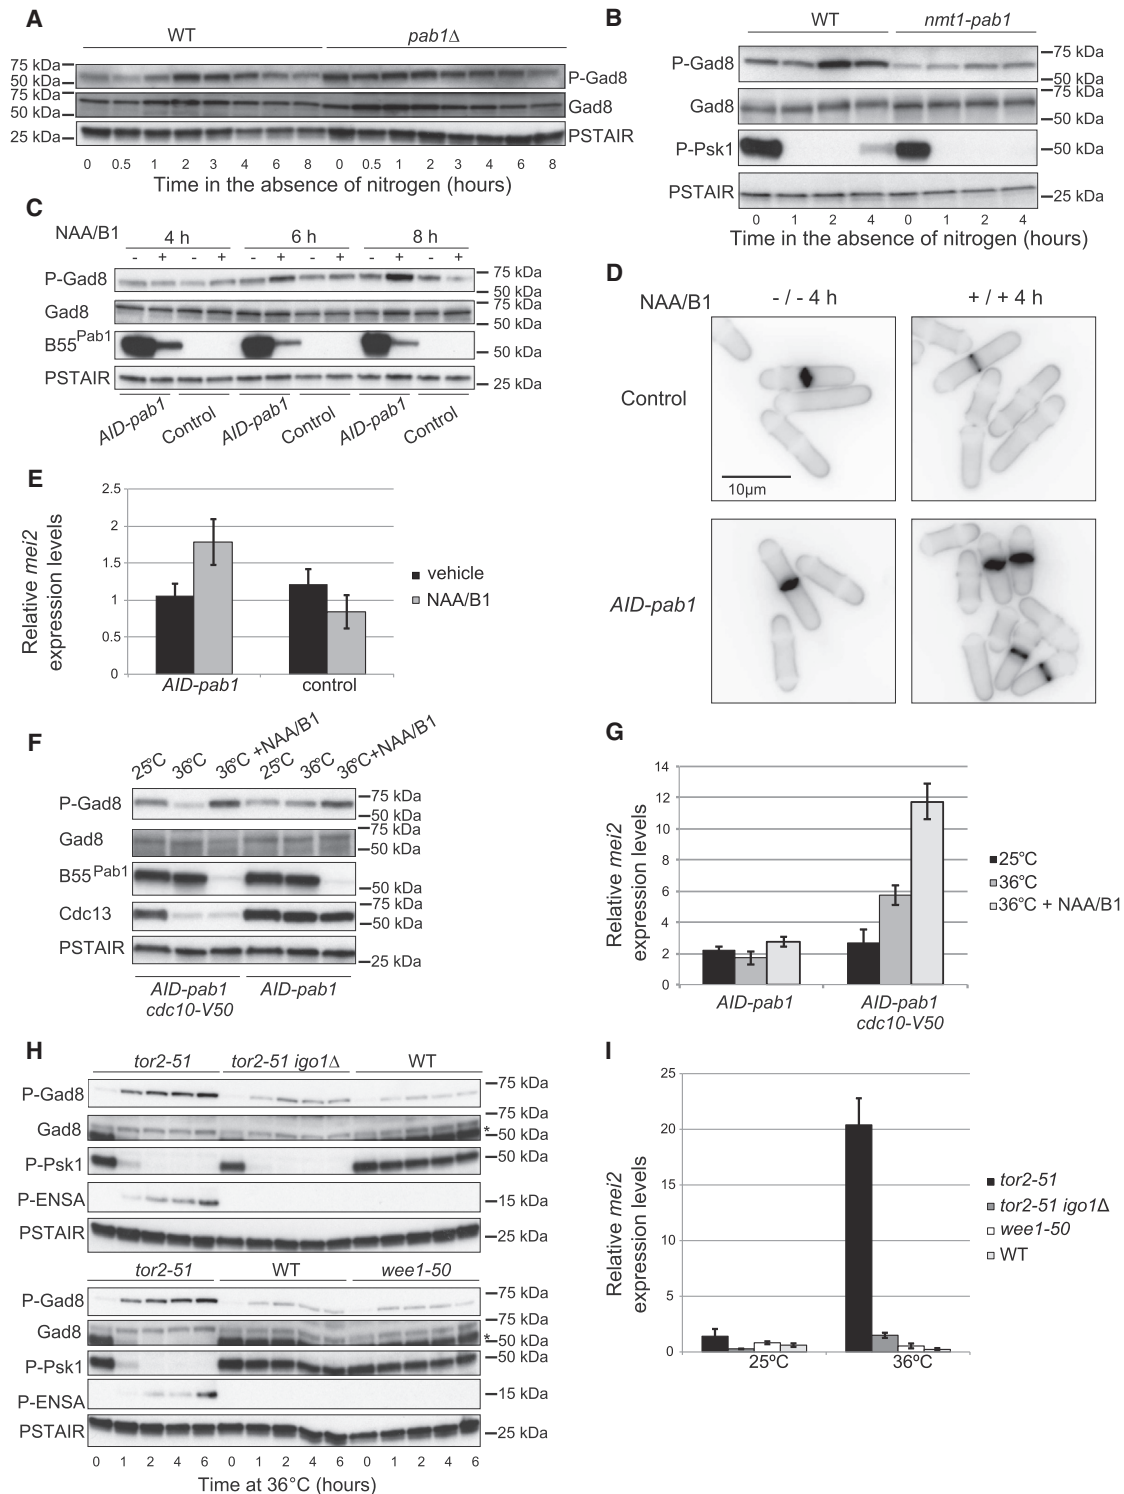 A
WT
pab1Δ
75 kDa
50 kDa
P-Gad8
75 kDa
50 kDa
Gad8
25 kDa
PSTAIR
0 0.5 1 2 3 4 6 8 0 0.5 1 2 3 4 6 8
Time in the absence of nitrogen (hours)
B
WT
nmt1-pab1
P-Gad8
75 kDa
50 kDa
Gad8
75 kDa
50 kDa
P-Psk1
50 kDa
PSTAIR
25 kDa
0 1 2 4 0 1 2 4
Time in the absence of nitrogen (hours)
C
NAA/B1
4 h 6 h 8 h
- + - + - + - + - + - +
P-Gad8
75 kDa
50 kDa
Gad8
75 kDa
50 kDa
B55Pab1
50 kDa
PSTAIR
25 kDa
AID-pab1 Control AID-pab1 Control AID-pab1 Control
D
NAA/B1
- / - 4 h
+ / + 4 h
Control
10µm
AID-pab1
E
Relative mei2
expression levels
2.5
2
1.5
1
0.5
0
AID-pab1
control
vehicle
NAA/B1
F
25ºC 36ºC 36ºC +NAA/B1 25ºC 36ºC 36ºC+NAA/B1
P-Gad8
75 kDa
50 kDa
Gad8
75 kDa
50 kDa
B55Pab1
50 kDa
Cdc13
75 kDa
50 kDa
PSTAIR
25 kDa
AID-pab1
cdc10-V50
AID-pab1
G
Relative mei2
expression levels
14
12
10
8
6
4
2
0
AID-pab1
AID-pab1
cdc10-V50
25ºC
36ºC
36ºC + NAA/B1
H
tor2-51
tor2-51 igo1Δ
WT
P-Gad8
75 kDa
Gad8
75 kDa
*
50 kDa
P-Psk1
50 kDa
P-ENSA
15 kDa
PSTAIR
25 kDa
tor2-51
WT
wee1-50
P-Gad8
75 kDa
Gad8
75 kDa
*
50 kDa
P-Psk1
50 kDa
P-ENSA
15 kDa
PSTAIR
25 kDa
0 1 2 4 6 0 1 2 4 6 0 1 2 4 6
Time at 36°C (hours)
I
Relative mei2
expression levels
25
20
15
10
5
0
25ºC
36ºC
tor2-51
tor2-51 igo1Δ
wee1-50
WT